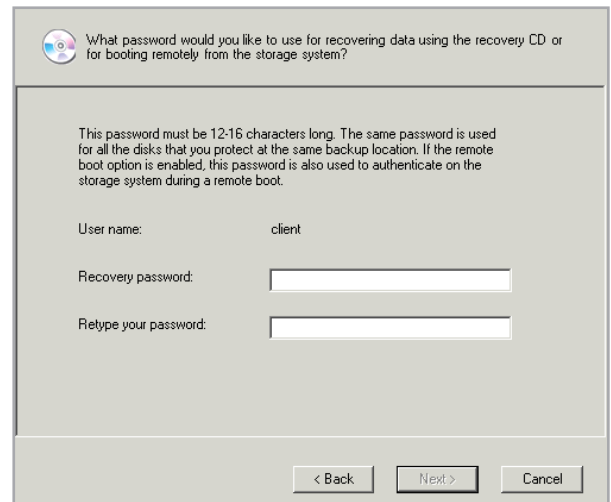 What password would you like to use for recovering data using the recovery CD or
for booting remotely from the storage system?
This password must be 12-16 characters long. The same password is used
for all the disks that you protect at the same backup location. If the remote
boot option is enabled, this password is also used to authenticate on the
storage system during a remote boot.
User name: client
Recovery password:
Retype your password:
< Back Next > Cancel